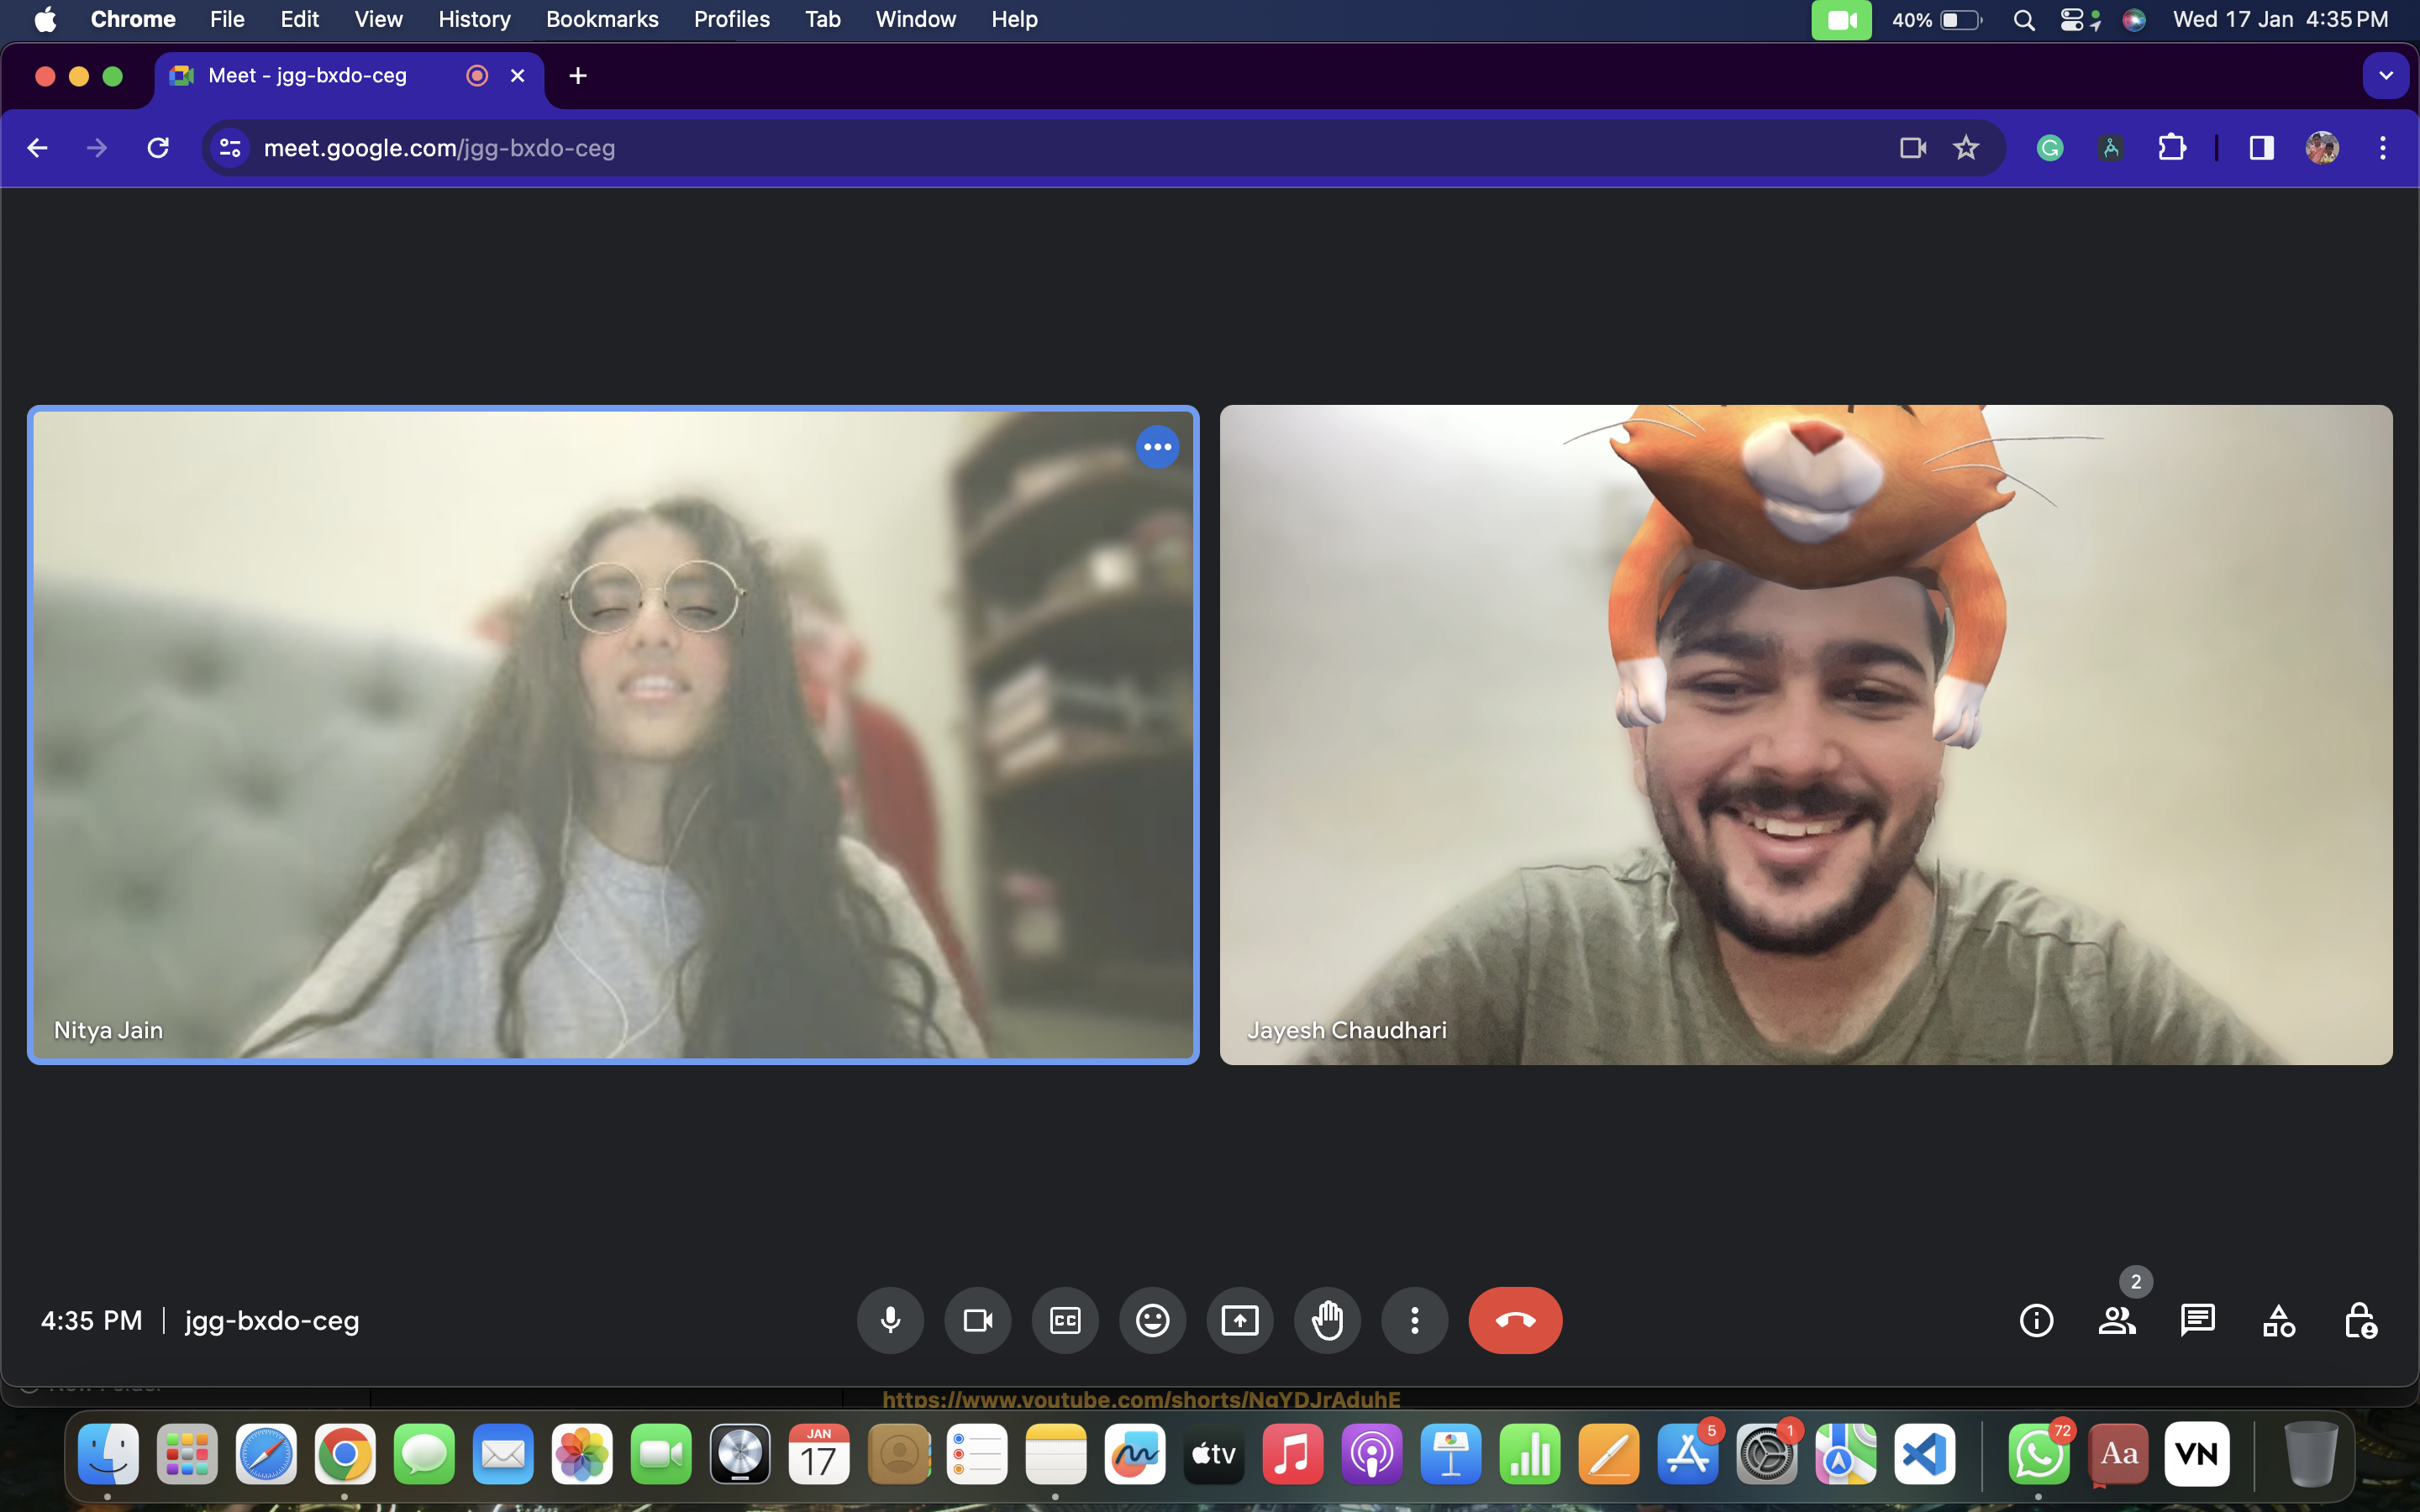 Chrome File Edit View History Bookmarks Profiles Tab Window Help 40% Wed 17 Jan 4:35 PM
Meet - jgg-bxdo-ceg
meet.google.com/jgg-bxdo-ceg
Nitya Jain
Jayesh Chaudhari
2
4:35 PM | jgg-bxdo-ceg
CC
https://www.youtube.com/shorts/NqYDJrAduhE
JAN
17
tv
5
1
72
Aa
VN